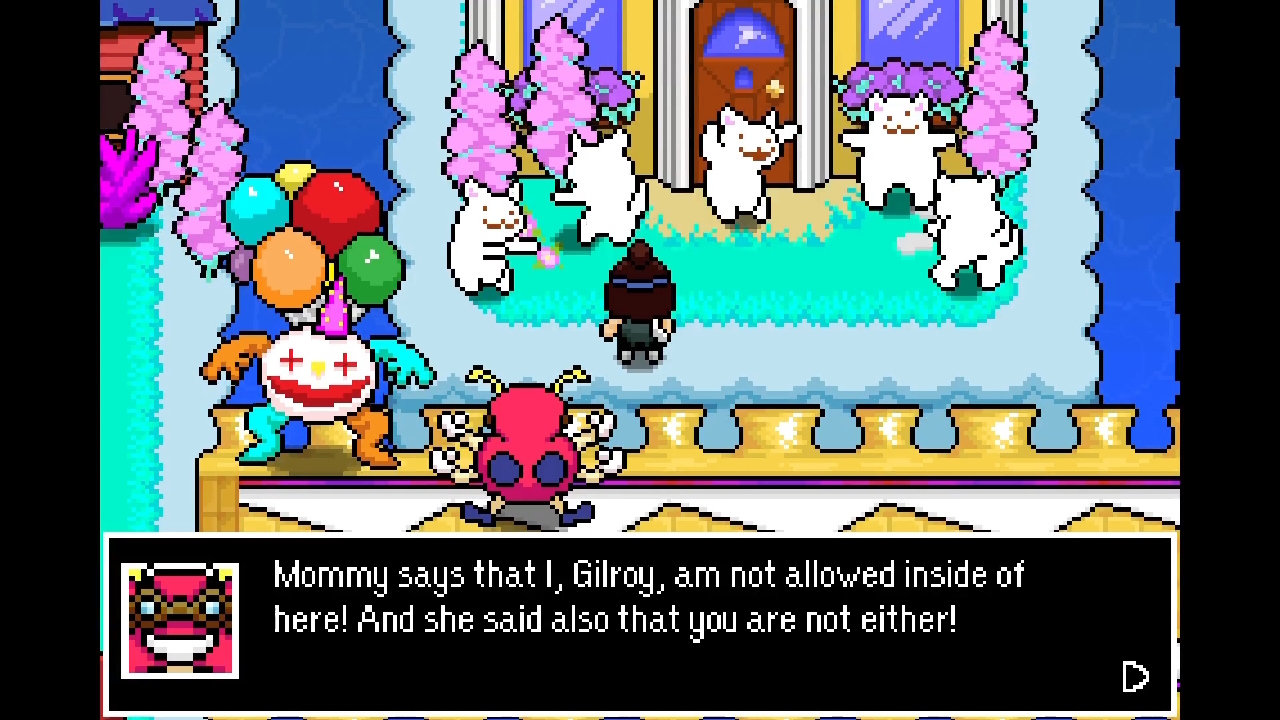 Mommy says that I, Gilroy, am not allowed inside of
here! And she said also that you are not either!